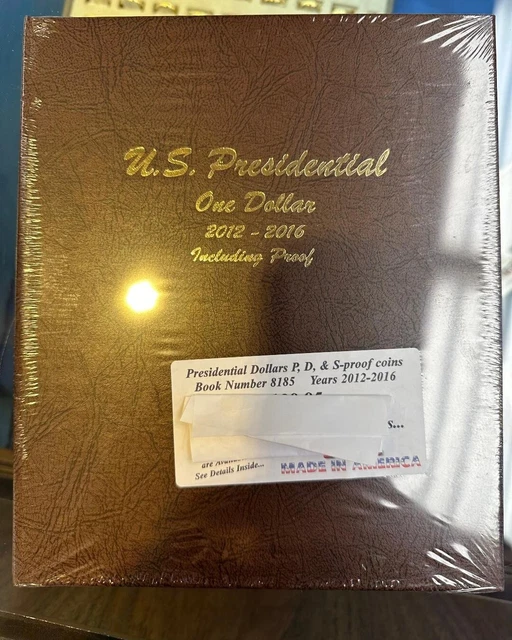 U.S. Presidential
One Dollar
2012 - 2016
Including Proof
Presidential Dollars P, D, & S-proof coins
Book Number 8185 Years 2012-2016
s...
are
See Details Inside...
MADE IN AMERICA